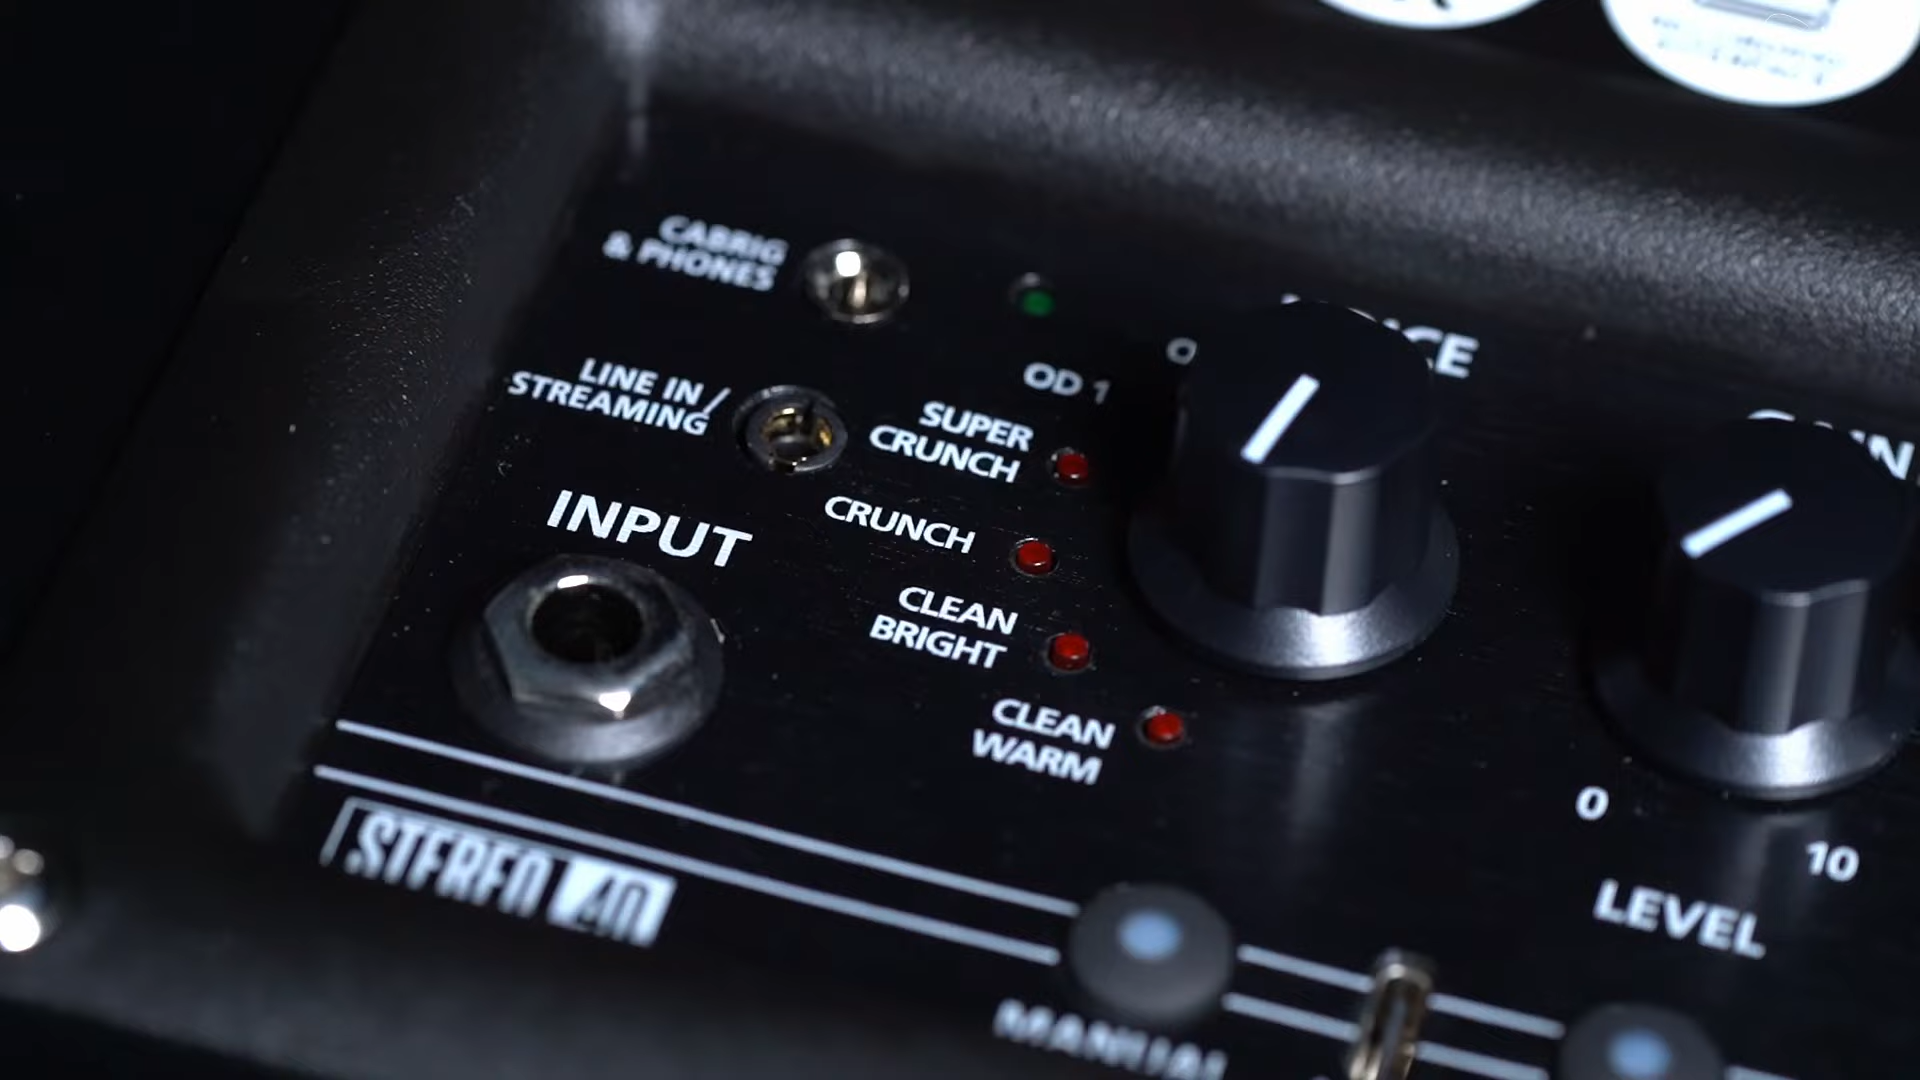 CABRIG
& PHONES
OD 1
LINE IN /
STREAMING
SUPER
CRUNCH
INPUT
CRUNCH
CLEAN
BRIGHT
CLEAN
WARM
0
10
LEVEL
STEREO 40
MANUAL